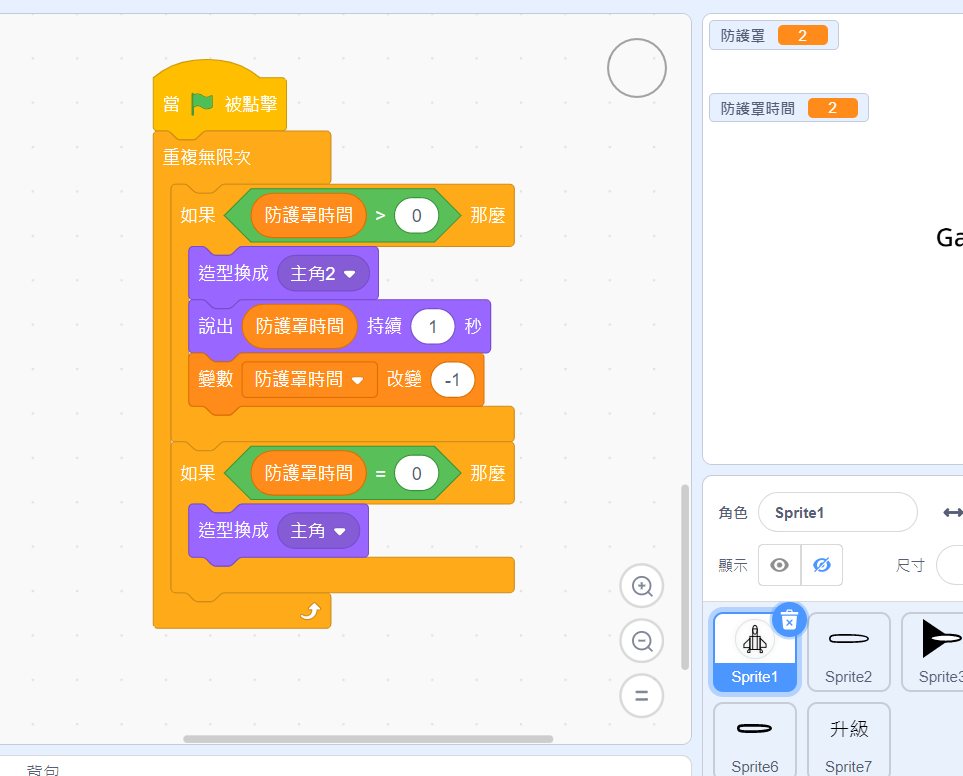 當 被點擊
重複無限次
如果 防護罩時間 > 0 那麼
造型換成 主角2
說出 防護罩時間 持續 1 秒
變數 防護罩時間 改變 -1
如果 防護罩時間 = 0 那麼
造型換成 主角
防護罩 2
防護罩時間 2
Ga
角色 Sprite1
顯示 尺寸
Sprite1 Sprite2 Sprite3
升級
Sprite6 Sprite7